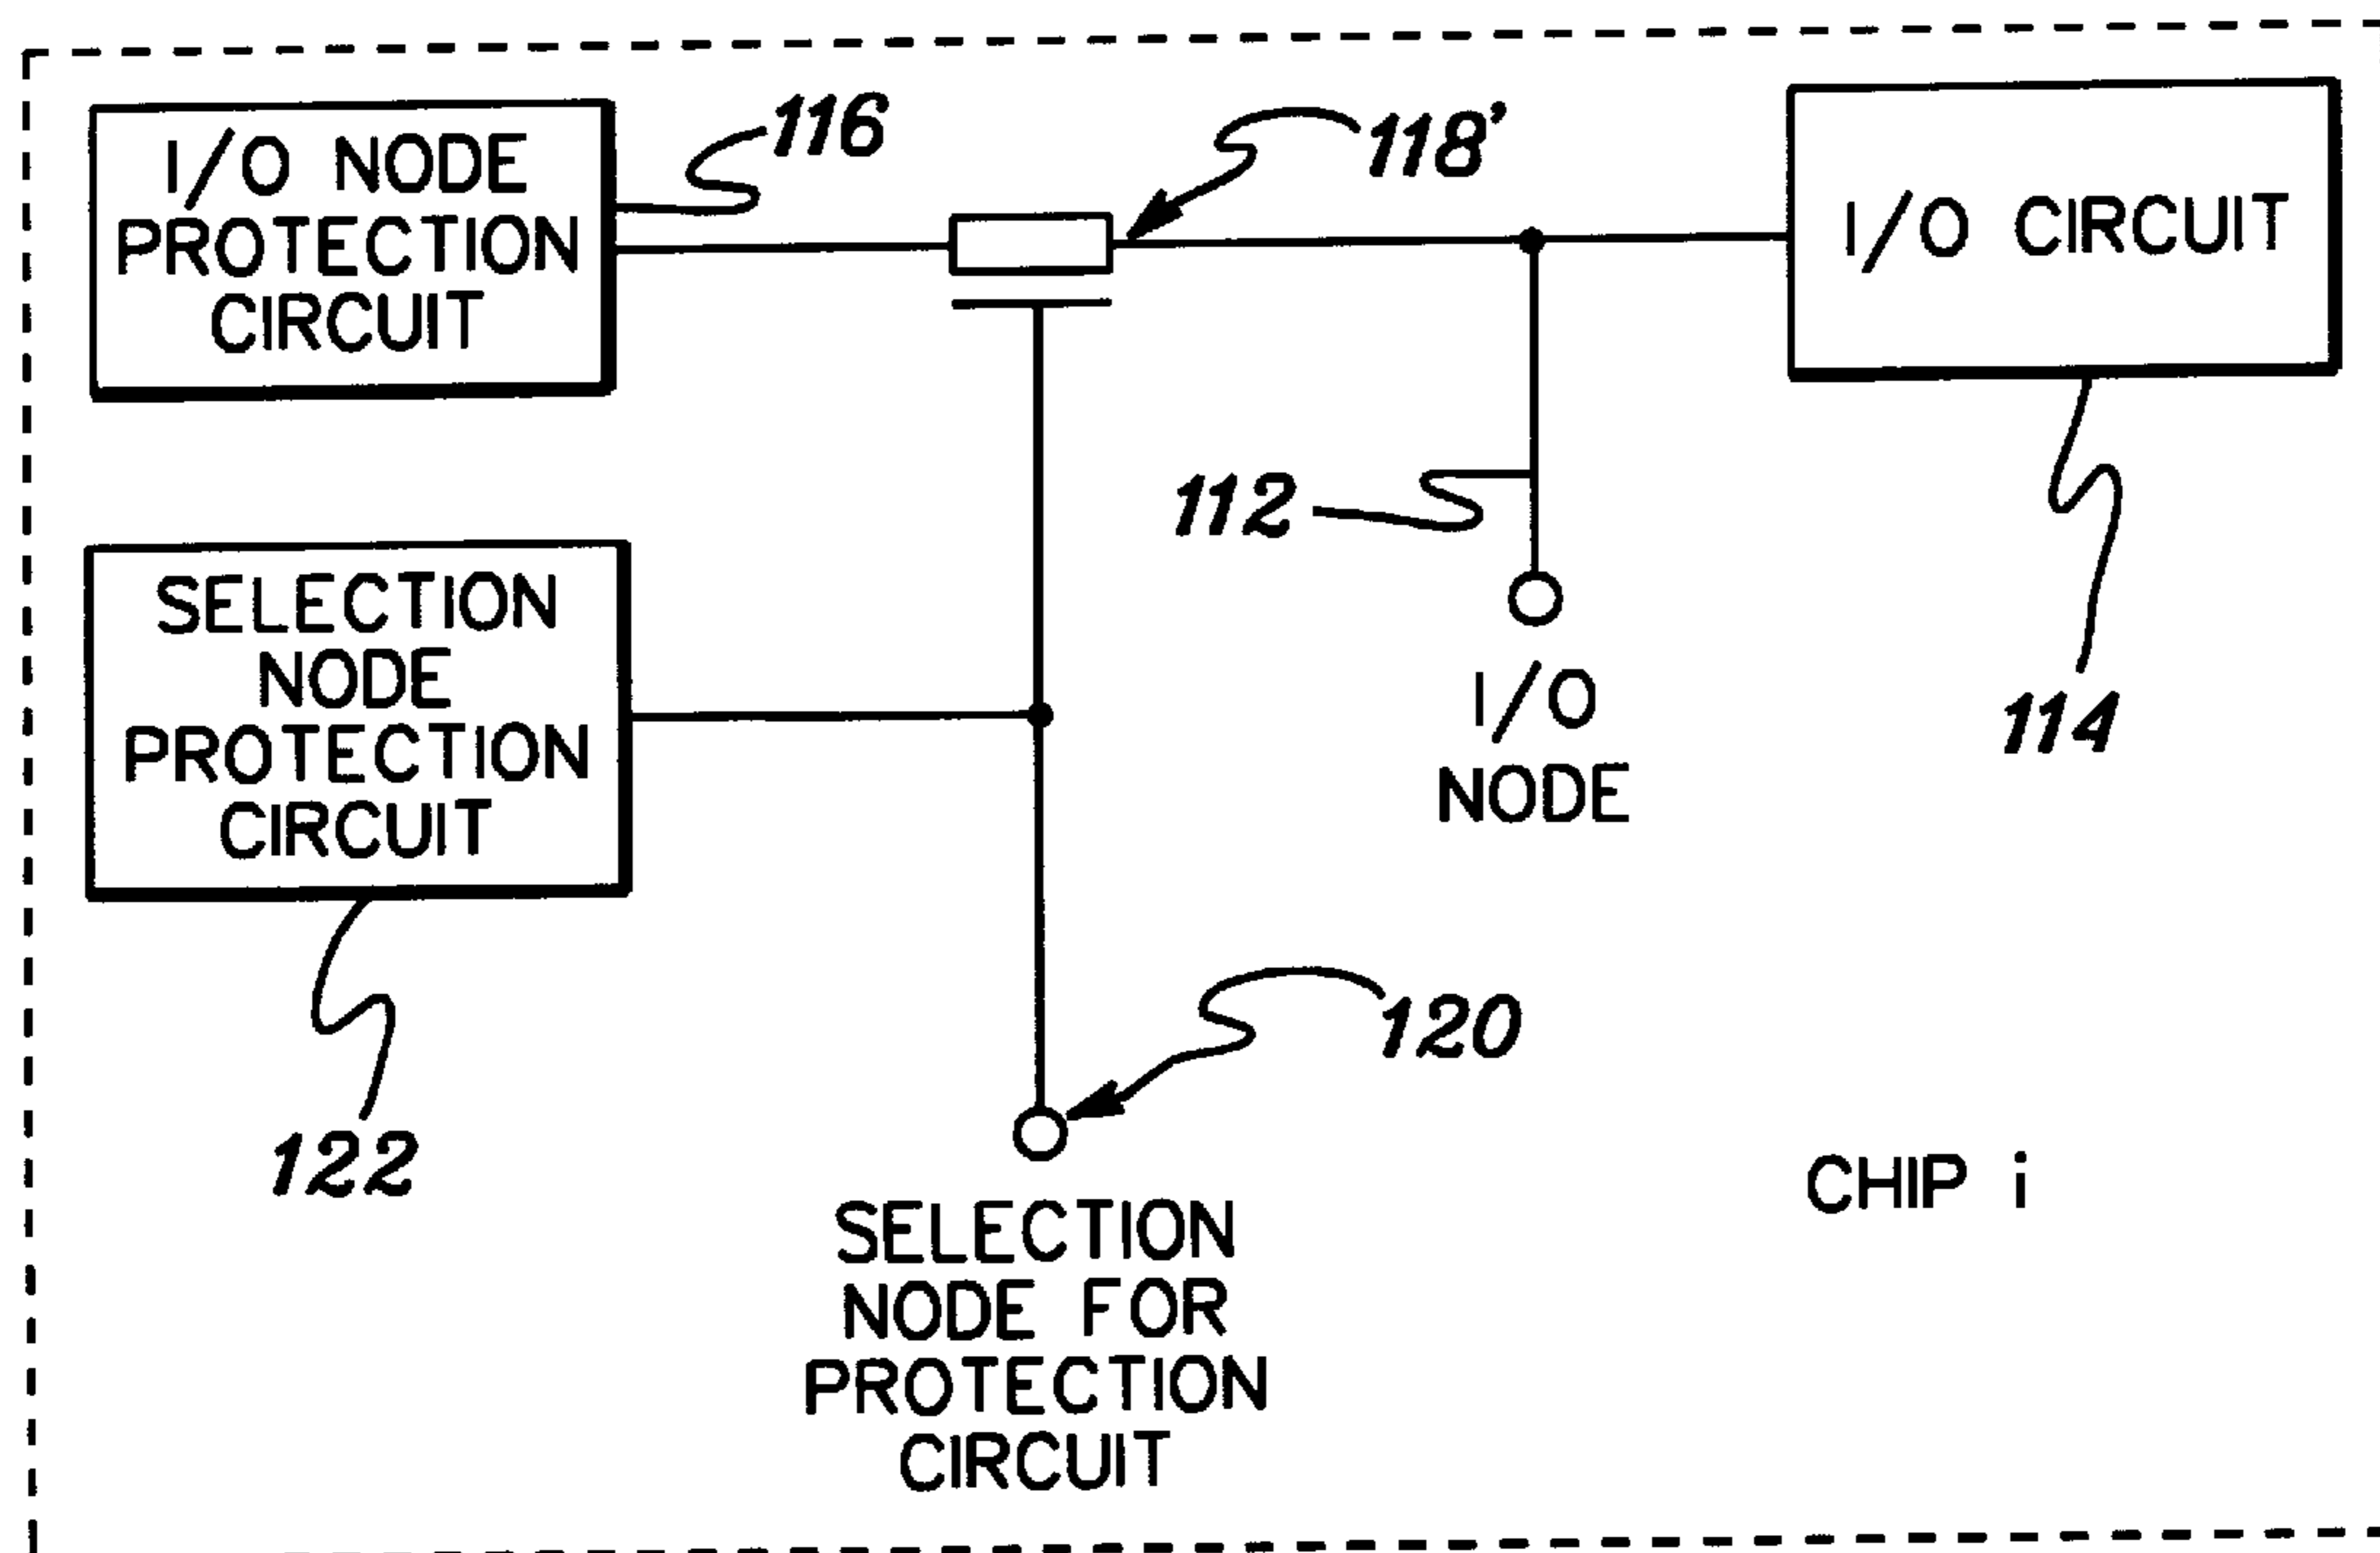 I/O NODE
PROTECTION
CIRCUIT
116
118'
I/O CIRCUIT
112
I/O
NODE
114
SELECTION
NODE
PROTECTION
CIRCUIT
122
120
SELECTION
NODE FOR
PROTECTION
CIRCUIT
CHIP i